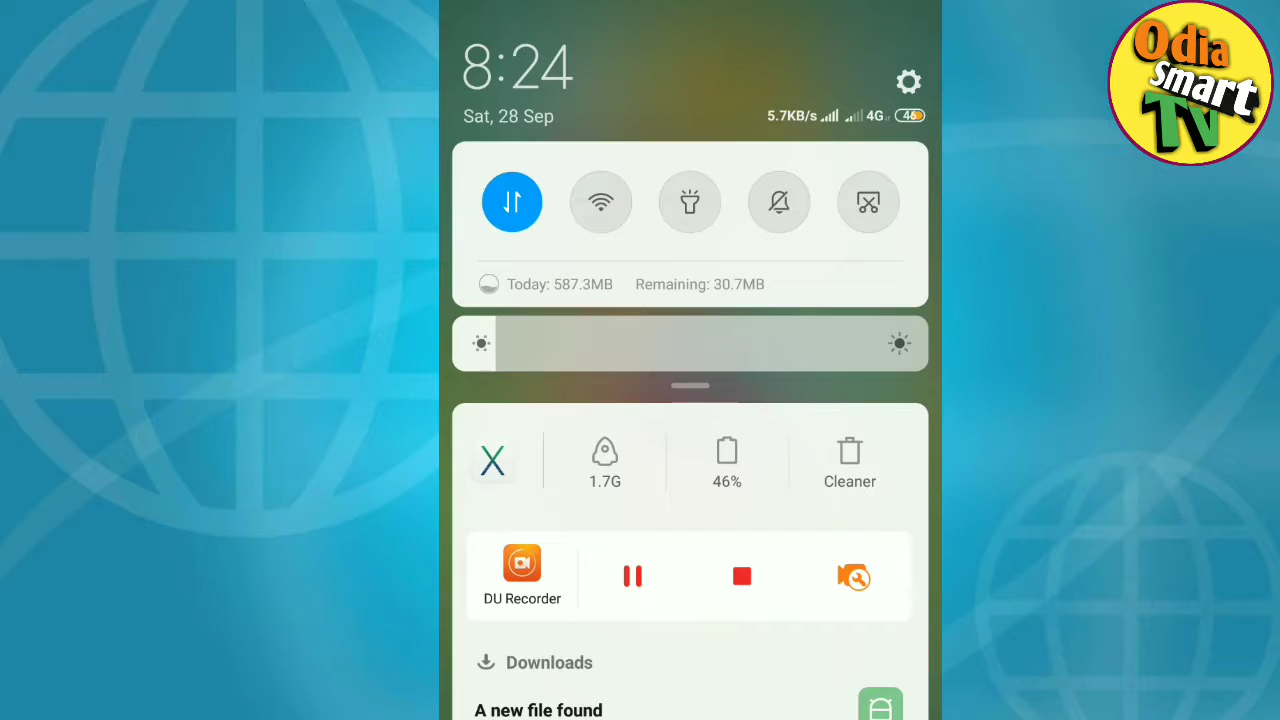 8:24
Sat, 28 Sep
5.7KB/s 4G 46
Today: 587.3MB Remaining: 30.7MB
X
1.7G 46% Cleaner
DU Recorder
Downloads
A new file found
Odia
Smart
TV